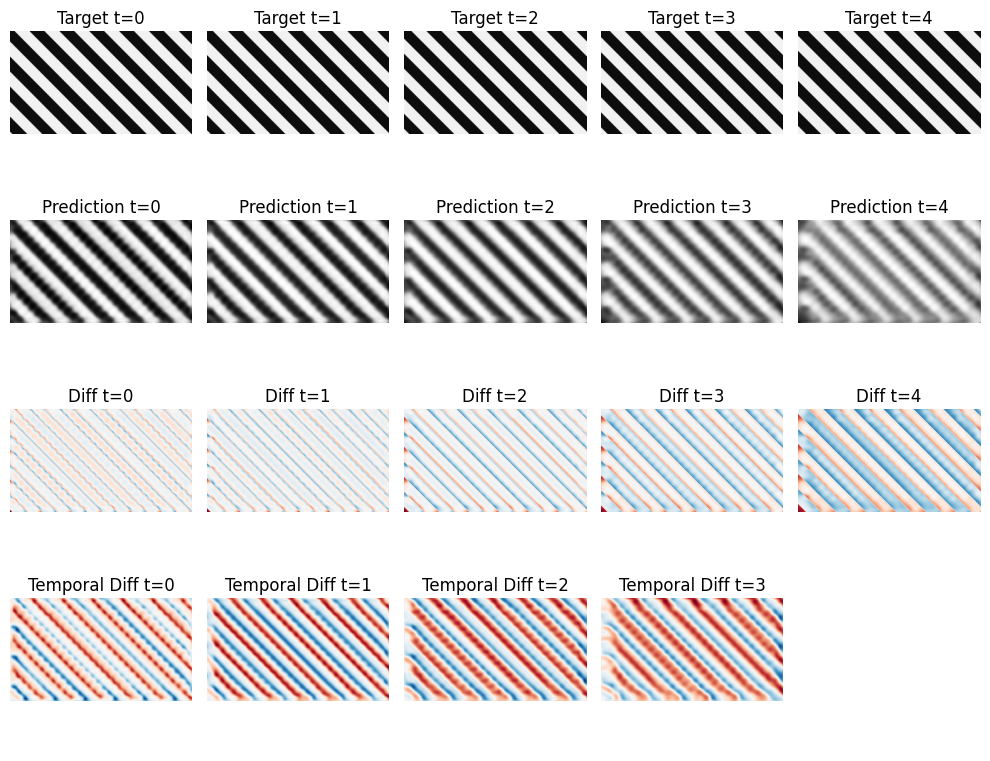 Target t=0 Target t=1 Target t=2 Target t=3 Target t=4
Prediction t=0 Prediction t=1 Prediction t=2 Prediction t=3 Prediction t=4
Diff t=0 Diff t=1 Diff t=2 Diff t=3 Diff t=4
Temporal Diff t=0 Temporal Diff t=1 Temporal Diff t=2 Temporal Diff t=3